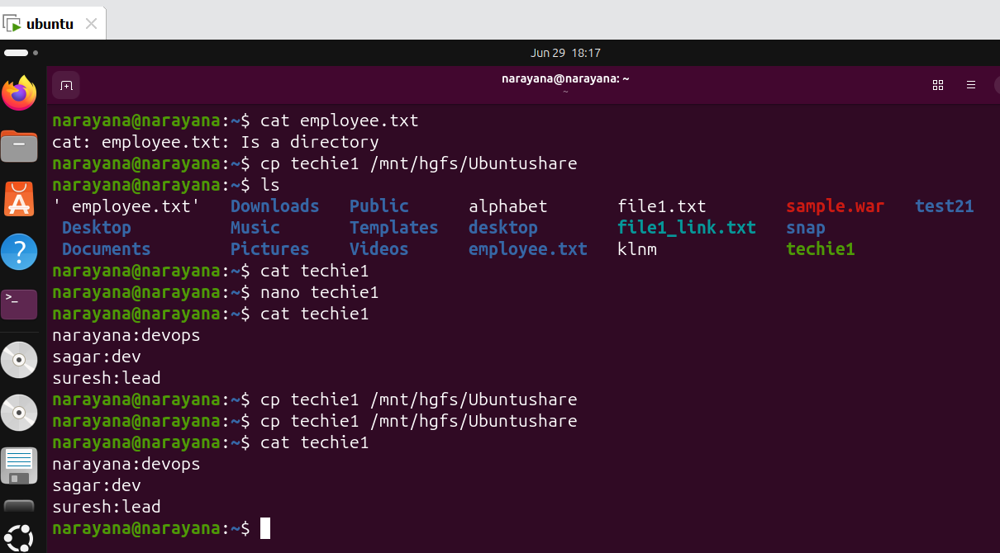 ubuntu
Jun 29 18:17
narayana@narayana: ~
~
narayana@narayana:~$ cat employee.txt
cat: employee.txt: Is a directory
narayana@narayana:~$ cp techie1 /mnt/hgfs/Ubuntushare
narayana@narayana:~$ ls
' employee.txt'   Downloads   Public   alphabet   file1.txt   sample.war   test21
Desktop   Music   Templates   desktop   file1_link.txt   snap
Documents   Pictures   Videos   employee.txt   klnm   techie1
narayana@narayana:~$ cat techie1
narayana@narayana:~$ nano techie1
narayana@narayana:~$ cat techie1
narayana:devops
sagar:dev
suresh:lead
narayana@narayana:~$ cp techie1 /mnt/hgfs/Ubuntushare
narayana@narayana:~$ cp techie1 /mnt/hgfs/Ubuntushare
narayana@narayana:~$ cat techie1
narayana:devops
sagar:dev
suresh:lead
narayana@narayana:~$